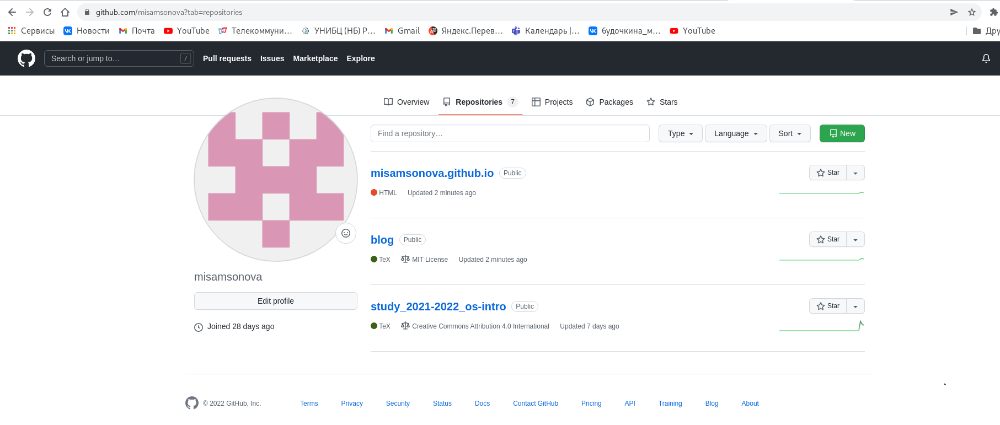 github.com/misamsonova?tab=repositories
Сервисы Новости Почта YouTube Телекоммуни… УНИБЦ (НБ) Р… Gmail Яндекс.Перев… Календарь |… будочкина_м… YouTube Дру
Search or jump to… / Pull requests Issues Marketplace Explore
Overview Repositories 7 Projects Packages Stars
Find a repository… Type Language Sort New
misamsonova.github.io Public Star
HTML Updated 2 minutes ago
blog Public Star
TeX MIT License Updated 2 minutes ago
misamsonova
Edit profile
Joined 28 days ago
study_2021-2022_os-intro Public Star
TeX Creative Commons Attribution 4.0 International Updated 7 days ago
© 2022 GitHub, Inc. Terms Privacy Security Status Docs Contact GitHub Pricing API Training Blog About